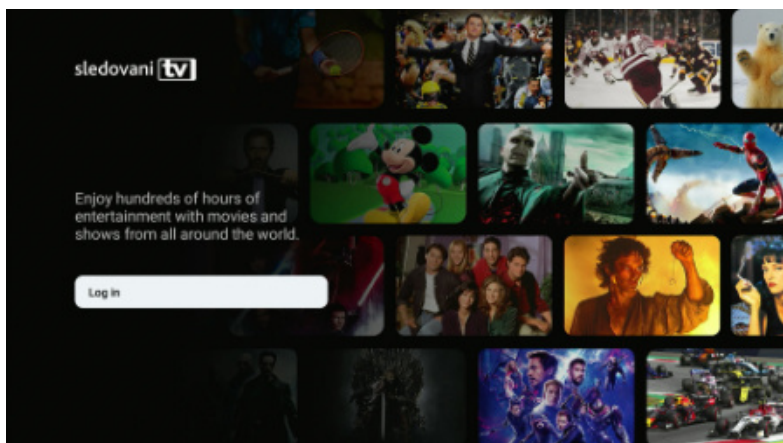 sledovani tv
Enjoy hundreds of hours of
entertainment with movies and
shows from all around the world.
Log in